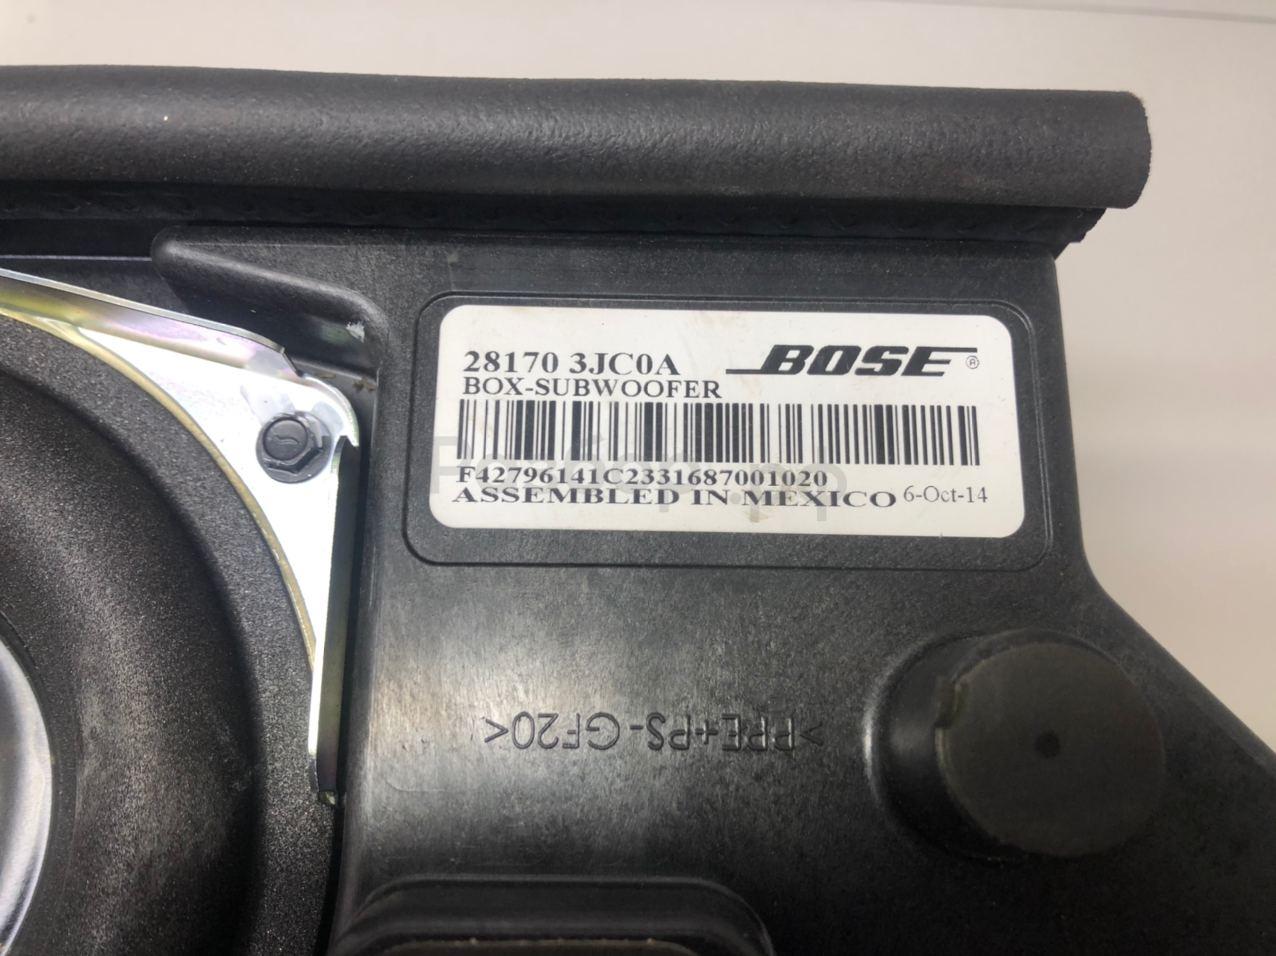 28170 3JC0A
BOSE®
BOX-SUBWOOFER
F42796141C2331687001020
ASSEMBLED IN MEXICO 6-Oct-14
>PPE+PS-GF20<